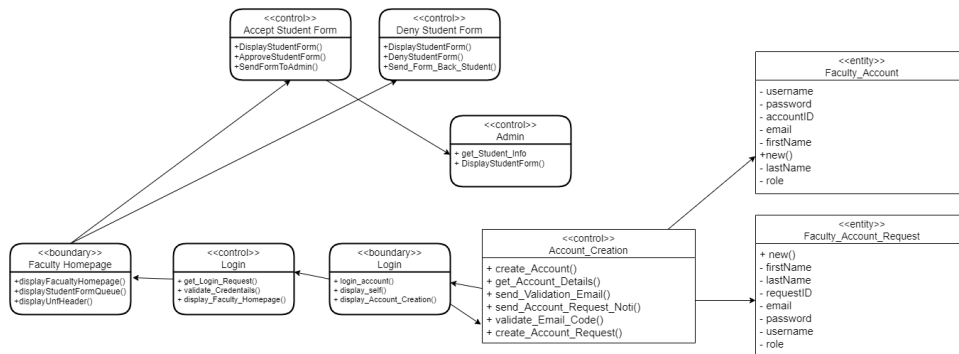 <<control>>
Accept Student Form
+DisplayStudentForm()
+ApproveStudentForm()
+SendFormToAdmin()
<<control>>
Deny Student Form
+DisplayStudentForm()
+DenyStudentForm()
+Send_Form_Back_Student()
<<entity>>
Faculty_Account
- username
- password
- accountID
- email
- firstName
+new()
- lastName
- role
<<control>>
Admin
+ get_Student_Info
+ DisplayStudentForm()
<<boundary>>
Faculty Homepage
+displayFacualtyHomepage()
+displayStudentFormQueue()
+displayUnfHeader()
<<control>>
Login
+ get_Login_Request()
+ validate_Credentails()
+ display_Faculty_Homepage()
<<boundary>>
Login
+ login_account()
+ display_self()
+ display_Account_Creation()
<<control>>
Account_Creation
+ create_Account()
+ get_Account_Details()
+ send_Validation_Email()
+ send_Account_Request_Noti()
+ validate_Email_Code()
+ create_Account_Request()
<<entity>>
Faculty_Account_Request
+ new()
- firstName
- lastName
- requestID
- email
- password
- username
- role